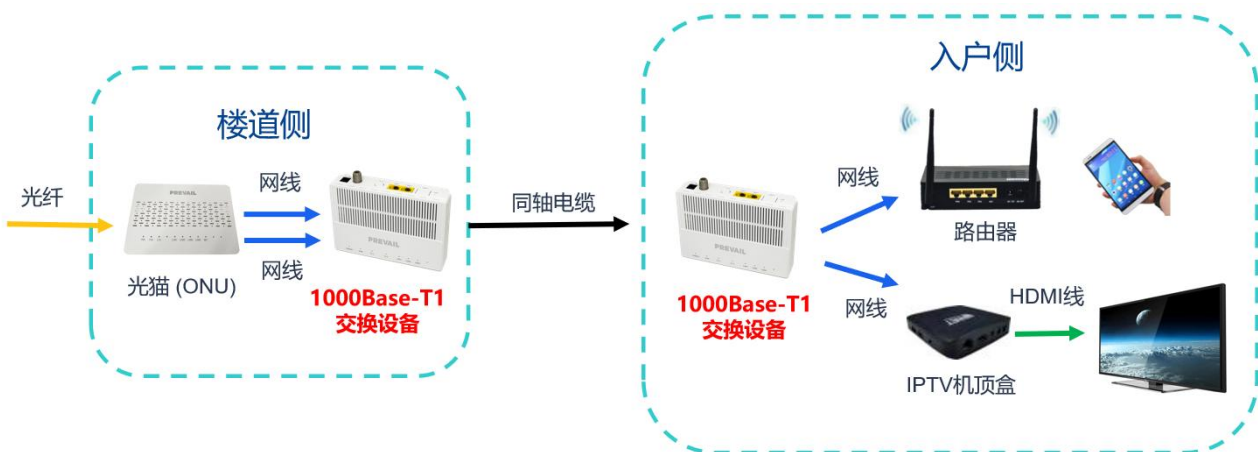 入户侧
楼道侧
光纤
网线
网线
PREVAIL
光猫 (ONU)
PREVAIL
1000Base-T1
交换设备
同轴电缆
PREVAIL
1000Base-T1
交换设备
网线
路由器
网线
IPTV机顶盒
HDMI线